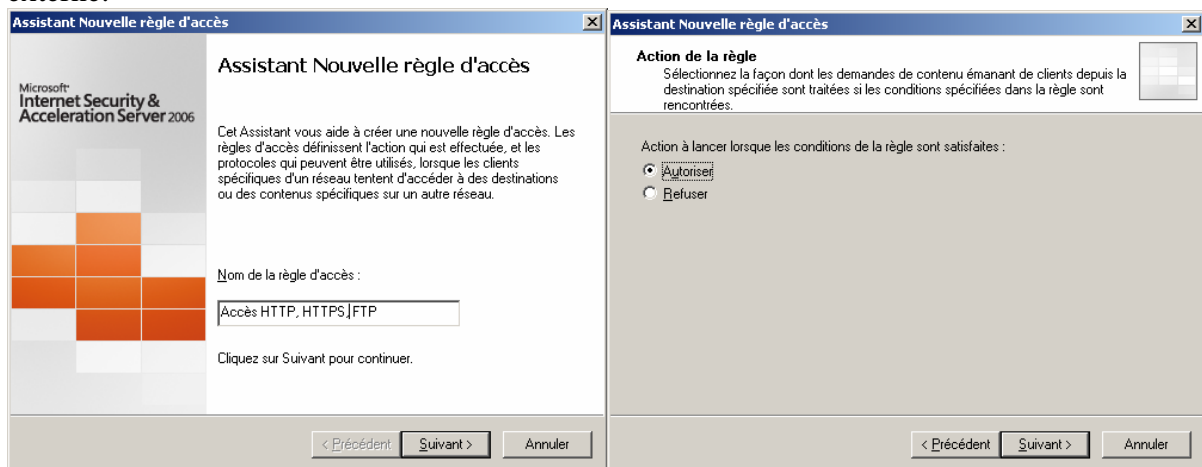 Assistant Nouvelle règle d'accès
Microsoft
Internet Security &
Acceleration Server 2006
Assistant Nouvelle règle d'accès
Cet Assistant vous aide à créer une nouvelle règle d'accès. Les
règles d'accès définissent l'action qui est effectuée, et les
protocoles qui peuvent être utilisés, lorsque les clients
spécifiques d'un réseau tentent d'accéder à des destinations
ou des contenus spécifiques sur un autre réseau.
Nom de la règle d'accès :
Accès HTTP, HTTPS, FTP
Cliquez sur Suivant pour continuer.
< Précédent
Suivant >
Annuler
Assistant Nouvelle règle d'accès
Action de la règle
Sélectionnez la façon dont les demandes de contenu émanant de clients depuis la
destination spécifiée sont traitées si les conditions spécifiées dans la règle sont
rencontrées.
Action à lancer lorsque les conditions de la règle sont satisfaites :
Autoriser
Refuser
< Précédent
Suivant >
Annuler